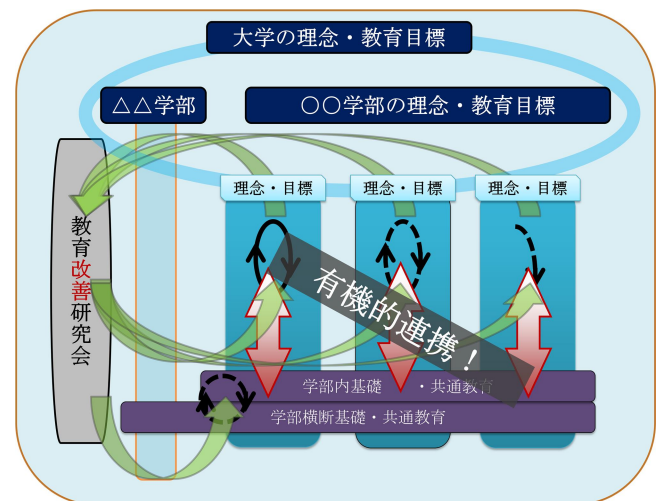 大学の理念・教育目標
△△学部
〇〇学部の理念・教育目標
理念・目標
理念・目標
理念・目標
教育改善研究会
有機的連携！
学部内基礎　・共通教育
学部横断基礎・共通教育